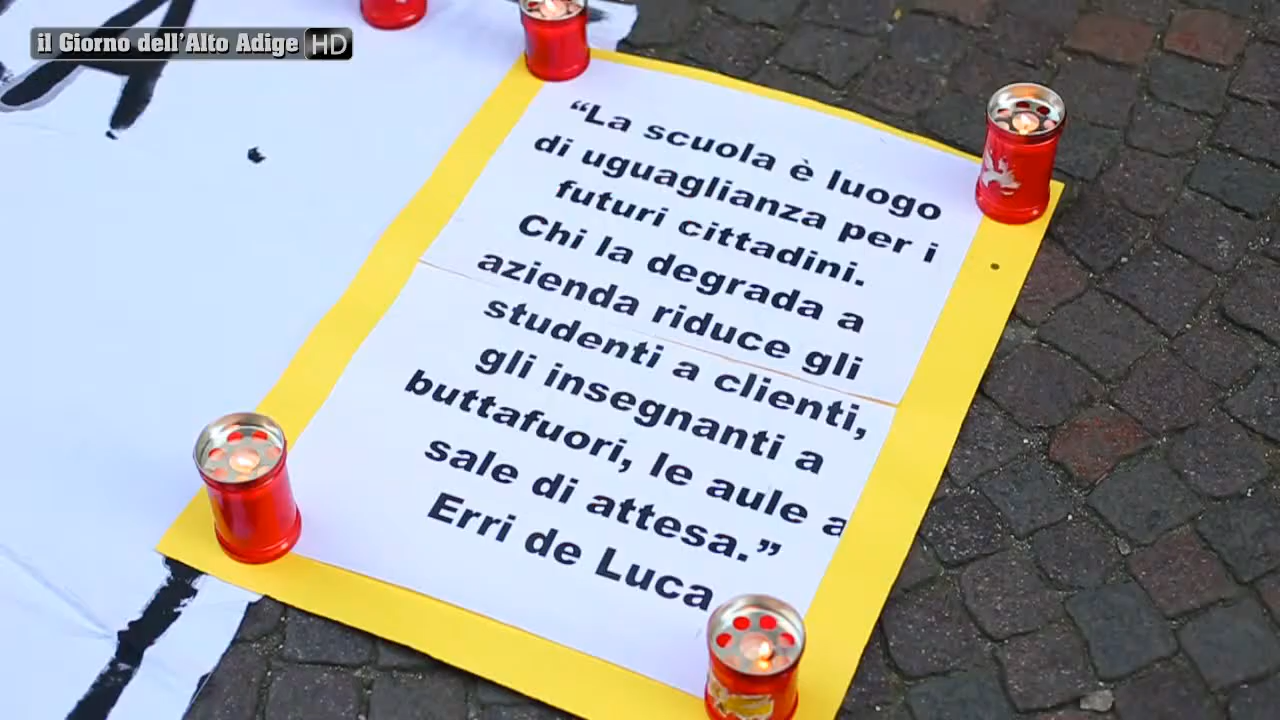 il Giorno dell'Alto Adige HD
A
“La scuola è luogo
di uguaglianza per i
futuri cittadini.
Chi la degrada a
azienda riduce gli
studenti a clienti,
gli insegnanti a
buttafuori, le aule a
sale di attesa.”
Erri de Luca